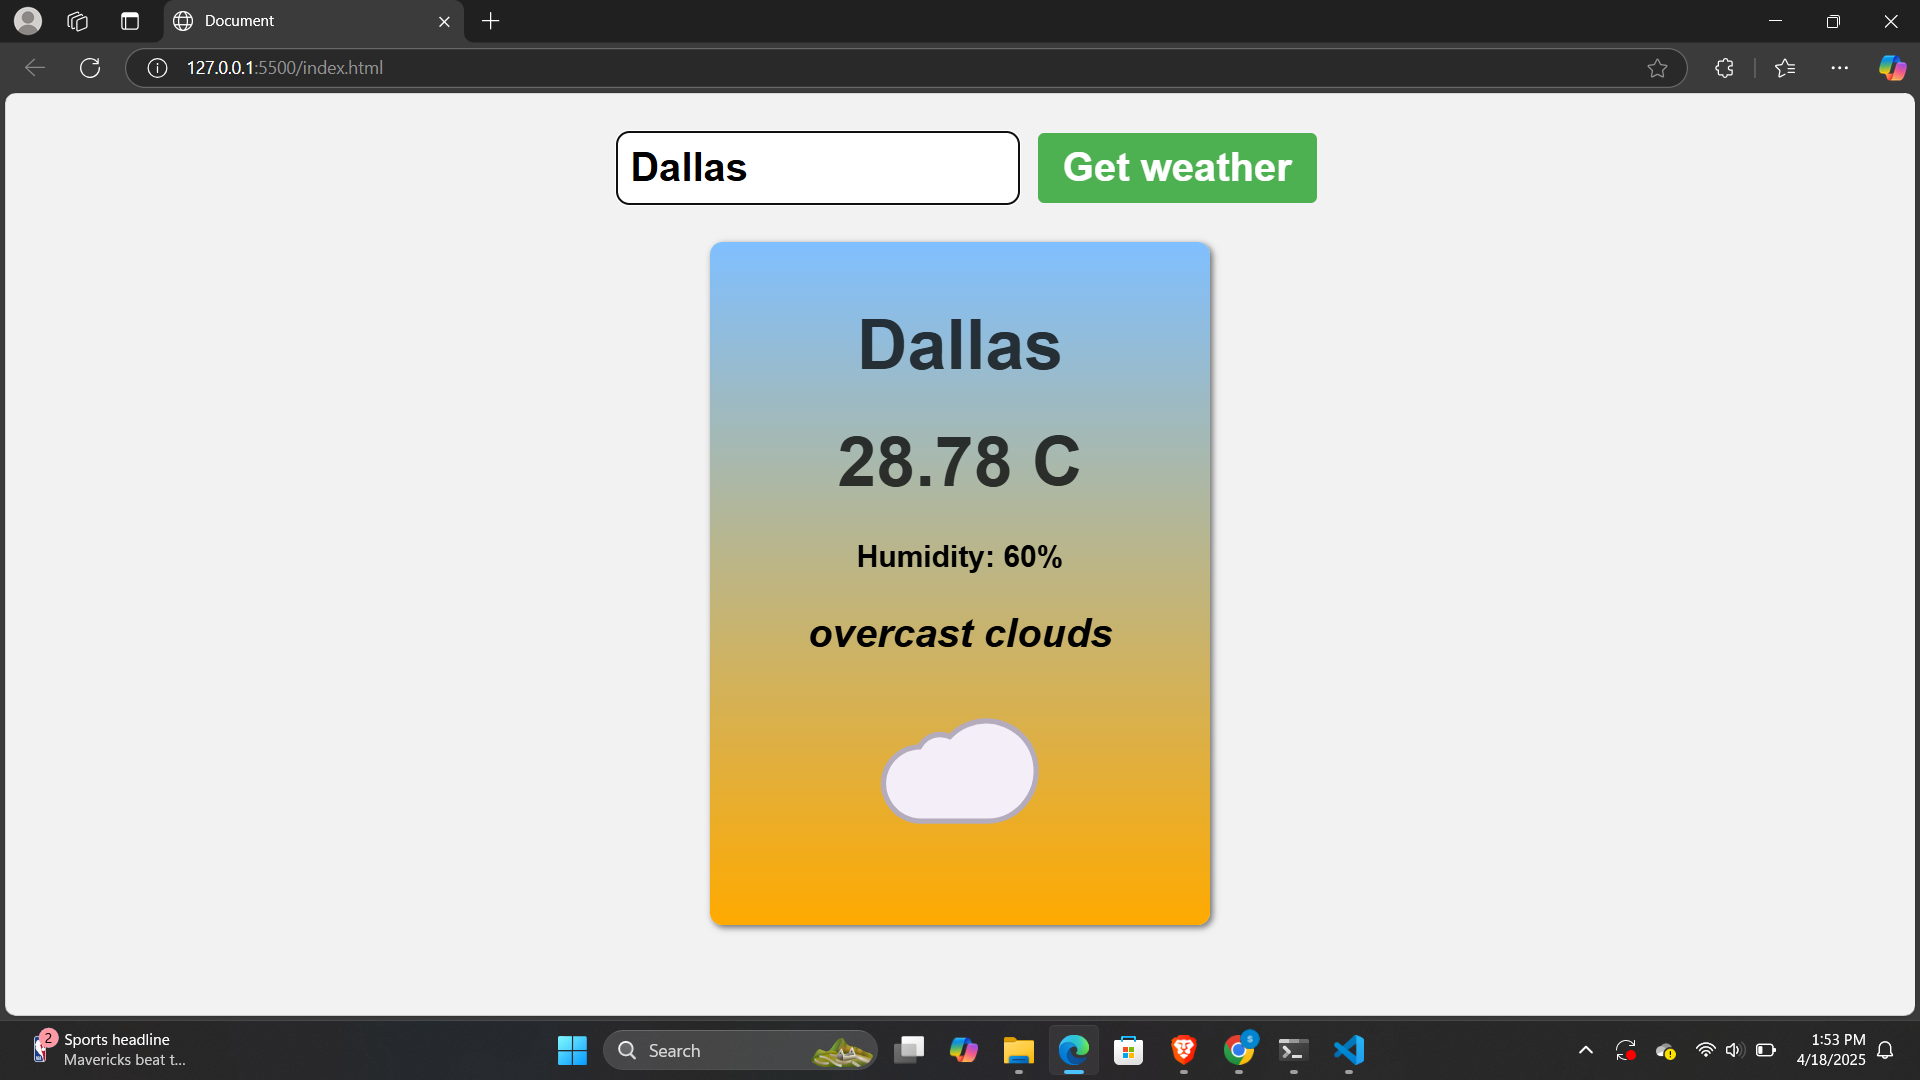 Document
127.0.0.1:5500/index.html
Dallas
Get weather
Dallas
28.78 C
Humidity: 60%
overcast clouds
2
Sports headline
Mavericks beat t...
Search
1:53 PM
4/18/2025